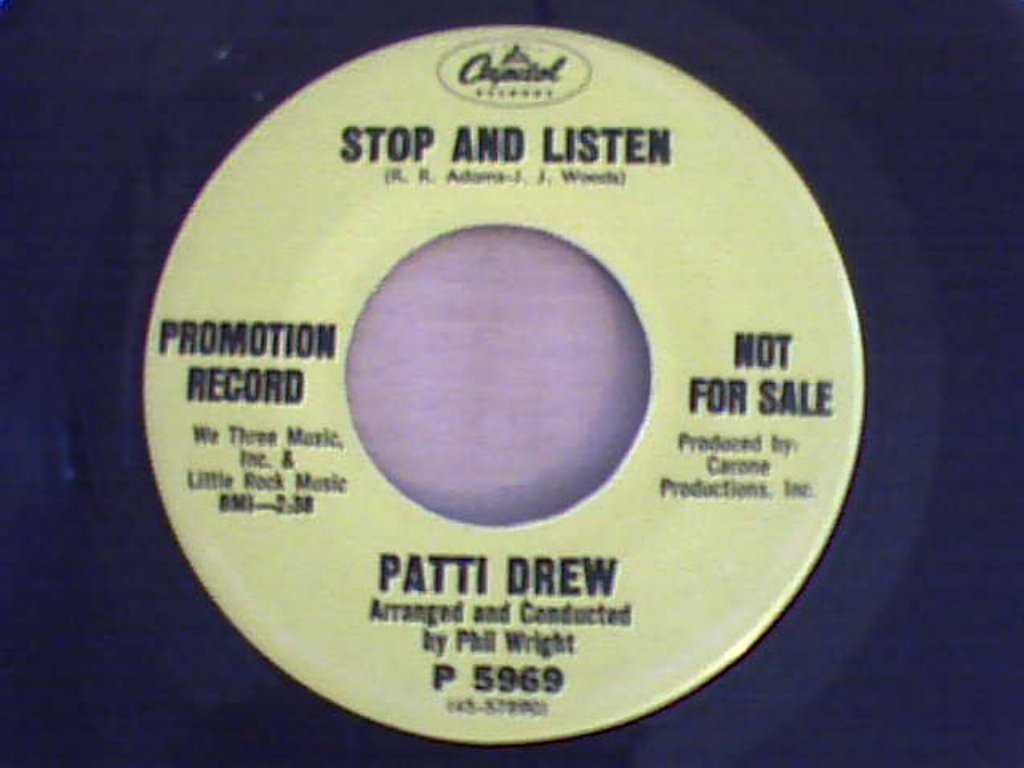 Capitol
RECORDS
STOP AND LISTEN
(R. R. Adams-J. J. Woods)
PROMOTION
RECORD
We Three Music,
Inc. &
Little Rock Music
BMI—2:38
NOT
FOR SALE
Produced by:
Carone
Productions, Inc.
PATTI DREW
Arranged and Conducted
by Phil Wright
P 5969